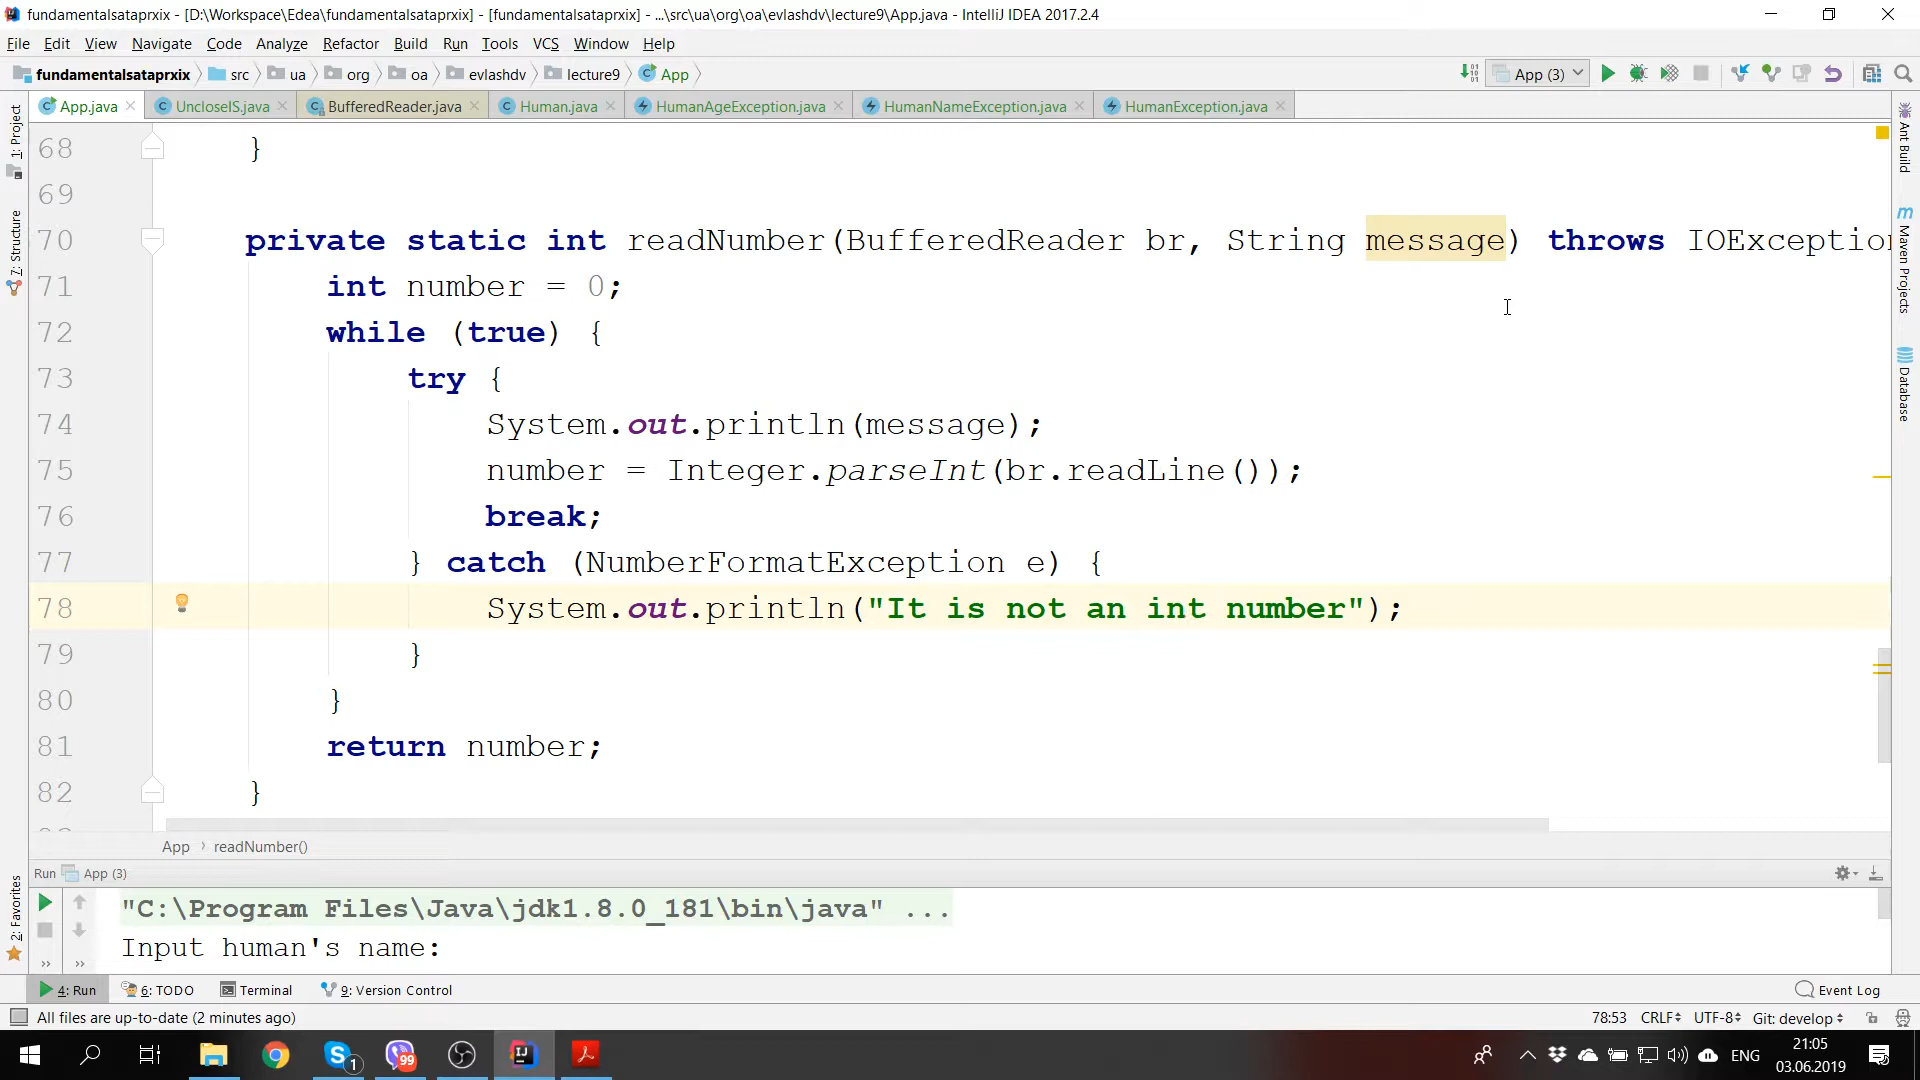 fundamentalsataprxix - [D:\Workspace\Edea\fundamentalsataprxix] - [fundamentalsataprxix] - ...\src\ua\org\oa\evlashdv\lecture9\App.java - IntelliJ IDEA 2017.2.4
File Edit View Navigate Code Analyze Refactor Build Run Tools VCS Window Help
fundamentalsataprxix src ua org oa evlashdv lecture9 App App (3)
App.java UncloseIS.java BufferedReader.java Human.java HumanAgeException.java HumanNameException.java HumanException.java
1: Project
7: Structure
2: Favorites
Ant Build
Maven Projects
Database
68 }
69
70 private static int readNumber(BufferedReader br, String message) throws IOException
71 int number = 0;
72 while (true) {
73 try {
74 System.out.println(message);
75 number = Integer.parseInt(br.readLine());
76 break;
77 } catch (NumberFormatException e) {
78 System.out.println("It is not an int number");
79 }
80 }
81 return number;
82 }
App › readNumber()
Run App (3)
"C:\Program Files\Java\jdk1.8.0_181\bin\java" ...
Input human's name:
4: Run 6: TODO Terminal 9: Version Control Event Log
All files are up-to-date (2 minutes ago) 78:53 CRLF UTF-8 Git: develop
1 99 ENG 21:05
03.06.2019